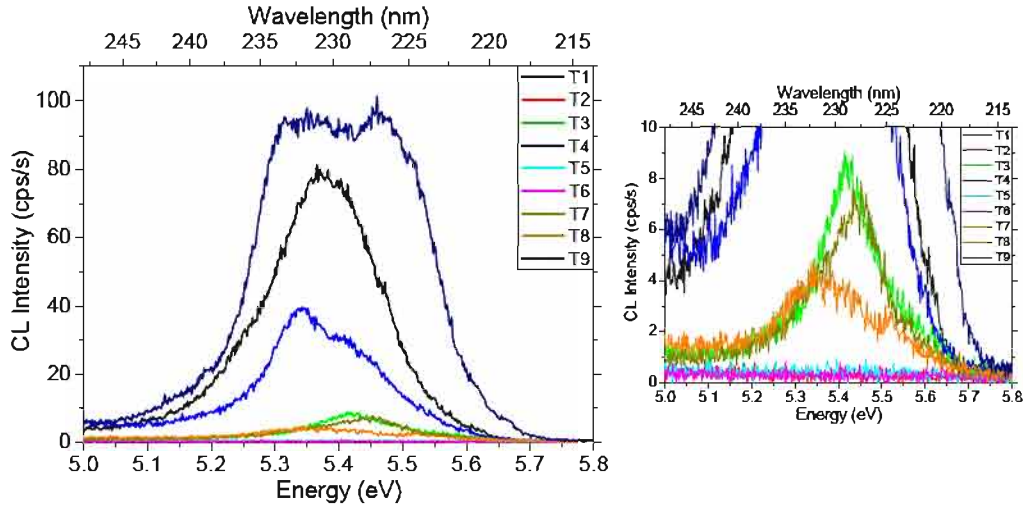 Wavelength (nm)
245 240 235 230 225 220 215
CL Intensity (cps/s)
100
80
60
40
20
0
5.0 5.1 5.2 5.3 5.4 5.5 5.6 5.7 5.8
Energy (eV)
T1
T2
T3
T4
T5
T6
T7
T8
T9
Wavelength (nm)
245 240 235 230 225 220 215
CL Intensity (cps/s)
10
8
6
4
2
0
5.0 5.1 5.2 5.3 5.4 5.5 5.6 5.7 5.8
Energy (eV)
T1
T2
T3
T4
T5
T6
T7
T8
T9